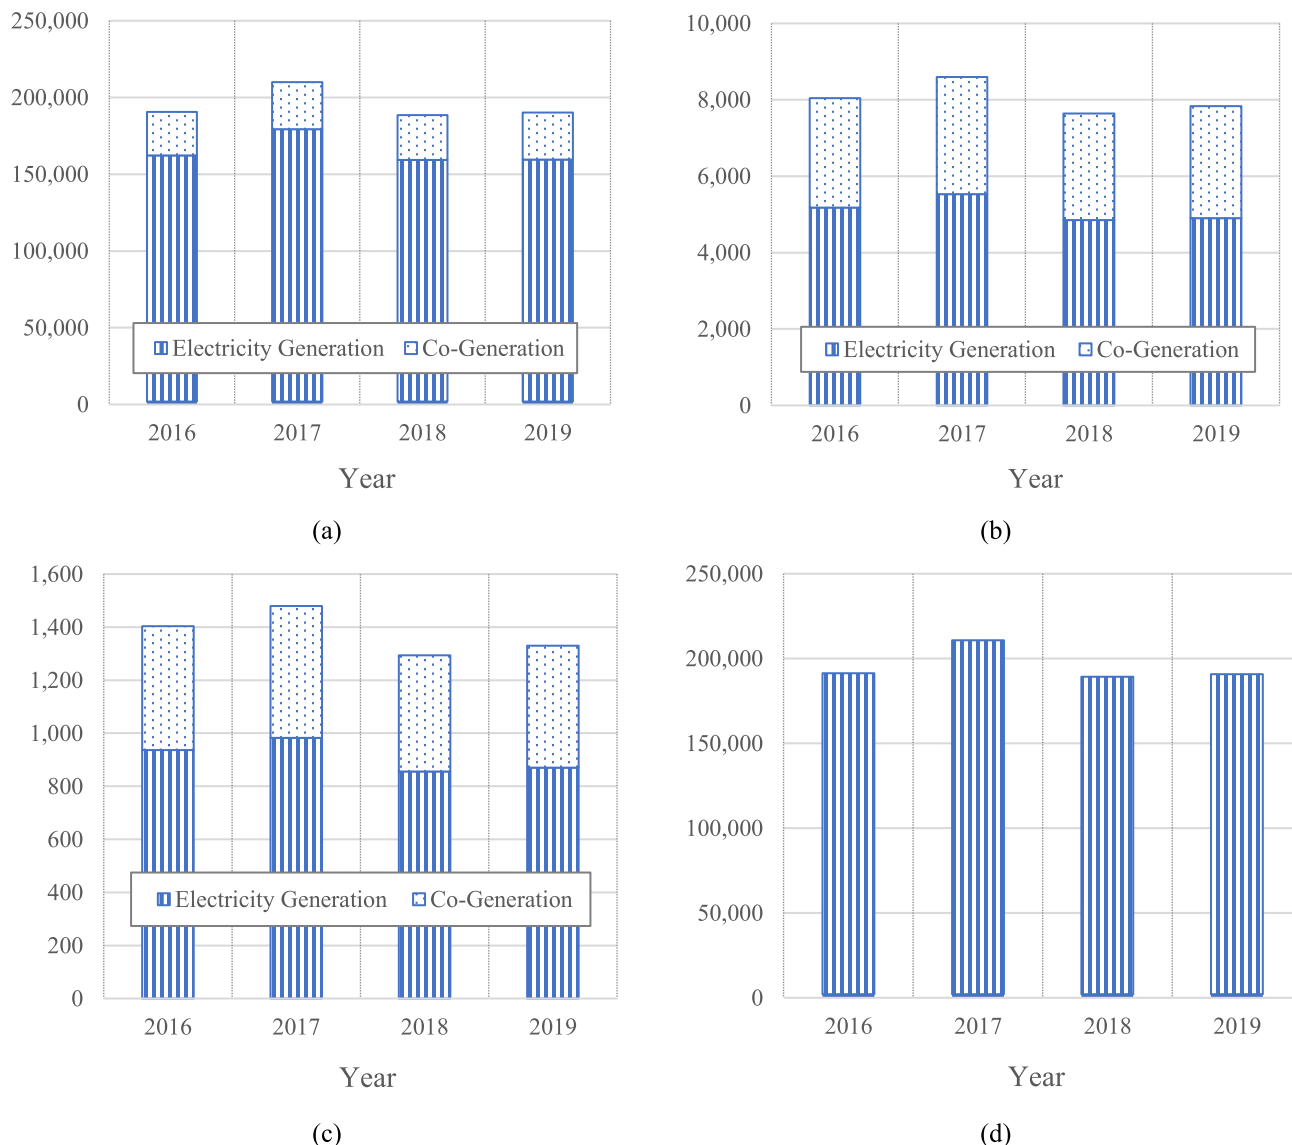 250,000
200,000
150,000
100,000
50,000
0
Electricity Generation Co-Generation
2016 2017 2018 2019
Year
(a)
10,000
8,000
6,000
4,000
2,000
0
Electricity Generation Co-Generation
2016 2017 2018 2019
Year
(b)
1,600
1,400
1,200
1,000
800
600
400
200
0
Electricity Generation Co-Generation
2016 2017 2018 2019
Year
(c)
250,000
200,000
150,000
100,000
50,000
0
2016 2017 2018 2019
Year
(d)